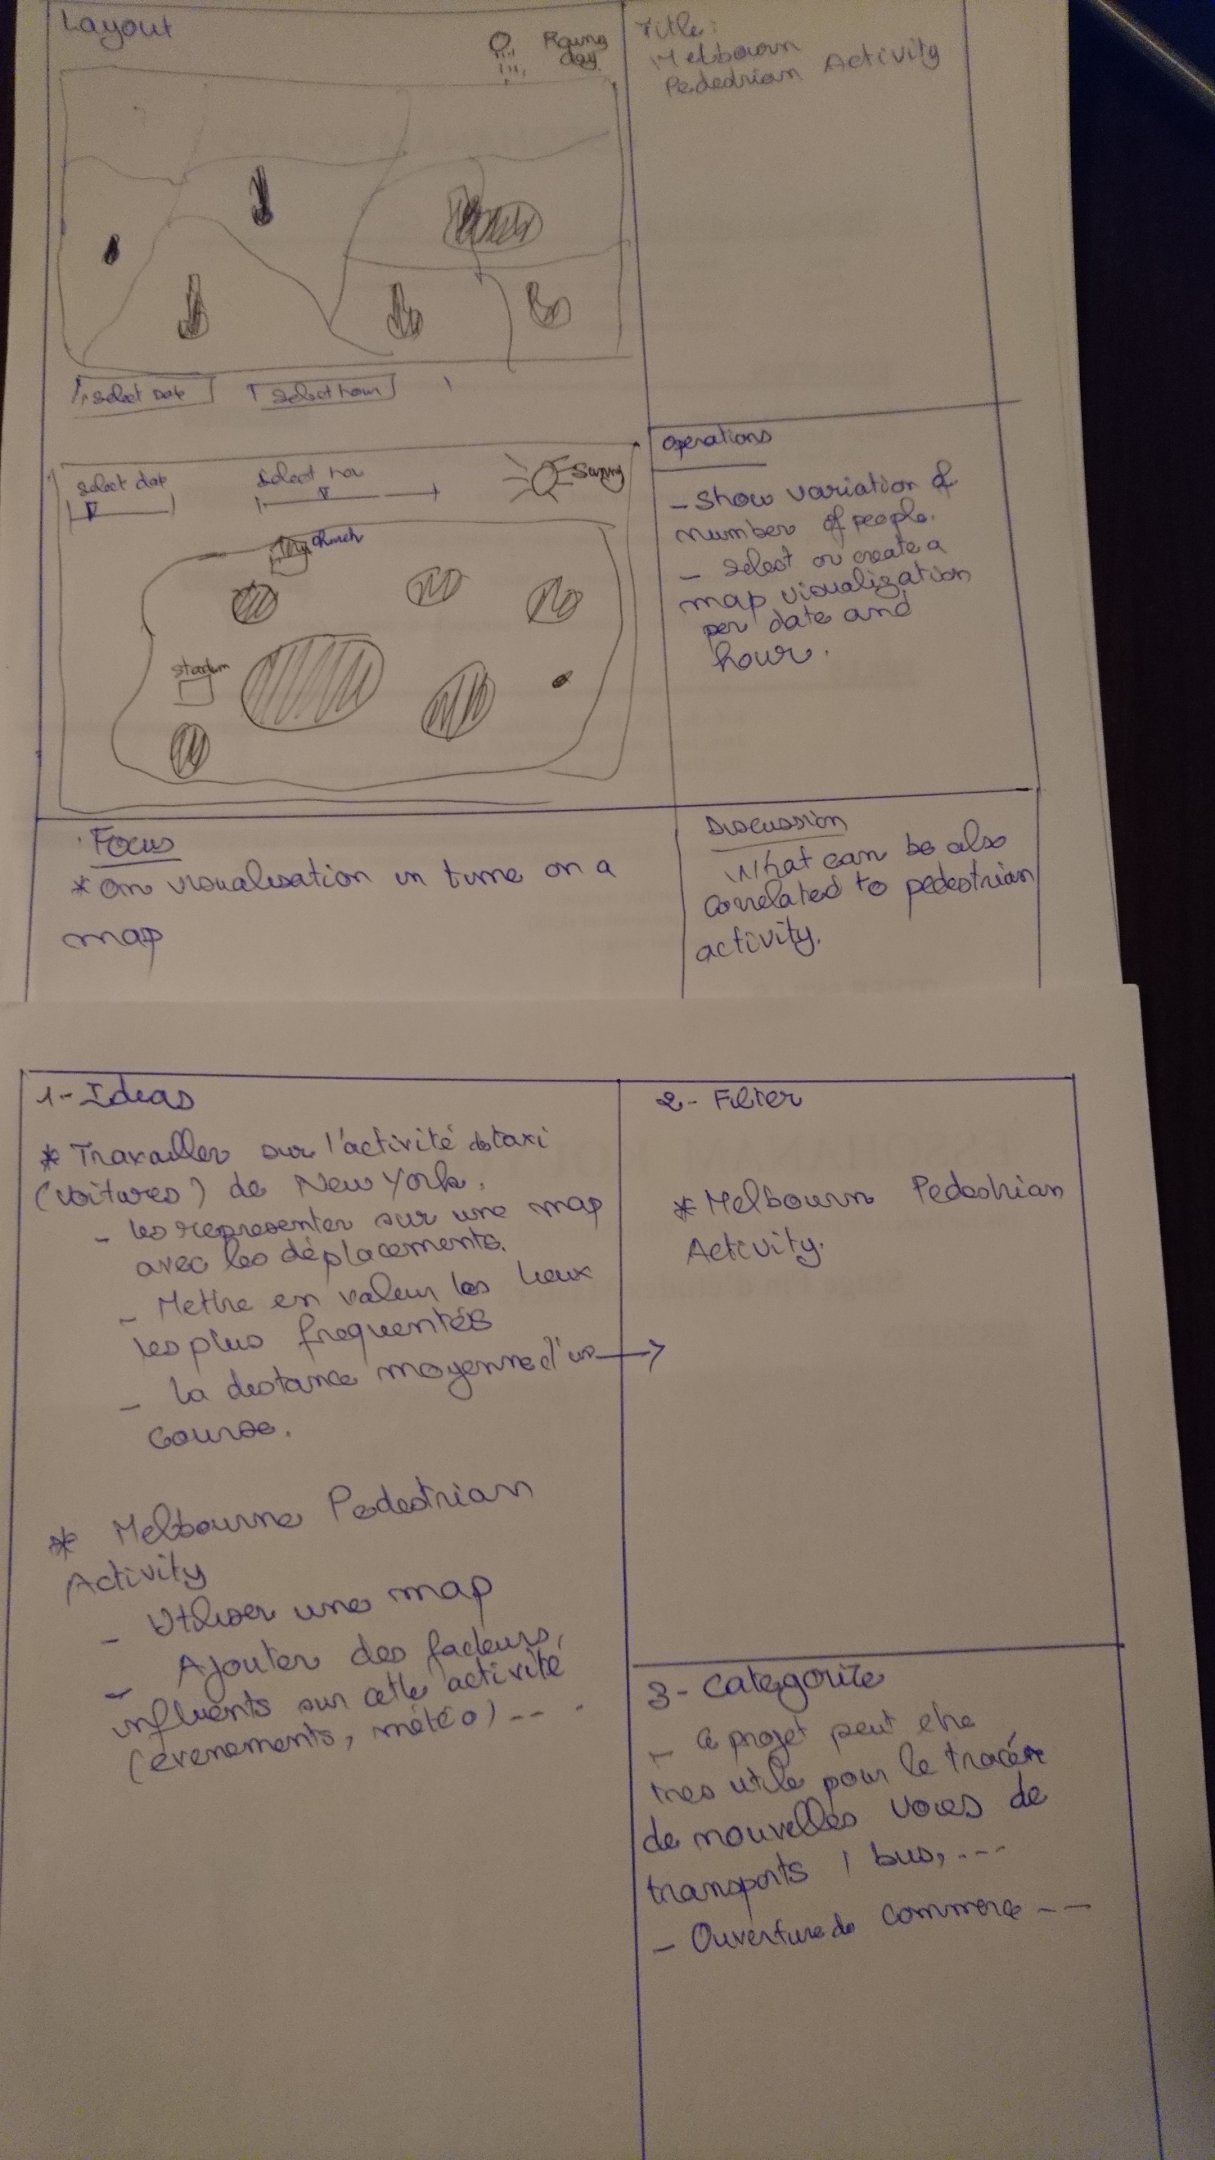 Layout
Rainy
day
select Date
select hour
select dat
select hou
Sunny
church
stadium
Title:
Melbourn
Pededrian Activity
Operations
- Show variation of
number of people.
- select or create a
map visualization
per date and
hour.
Focus
* On visualisation in time on a
map
Discussion
What can be also
correlated to pedestrian
activity.
1- Ideas
* Travailler sur l'activité de taxi
(voitures) de New York.
- les representer sur une map
avec les déplacements.
- Mettre en valeur les lieux
les plus frequentés
- la distance moyenne d'un
course.
* Melbourne Pedestrian
Activity
- Utiliser une map
- Ajouter des facteurs,
influents sur cette activité
(évenements, météo) -- .
2- Filter
* Melbourn Pedestrian
Activity.
3- Categorize
- Ce projet peut etre
tres utile pour le tracér
de nouvelles voies de
transports, bus, ---
- Ouverture de commerce --